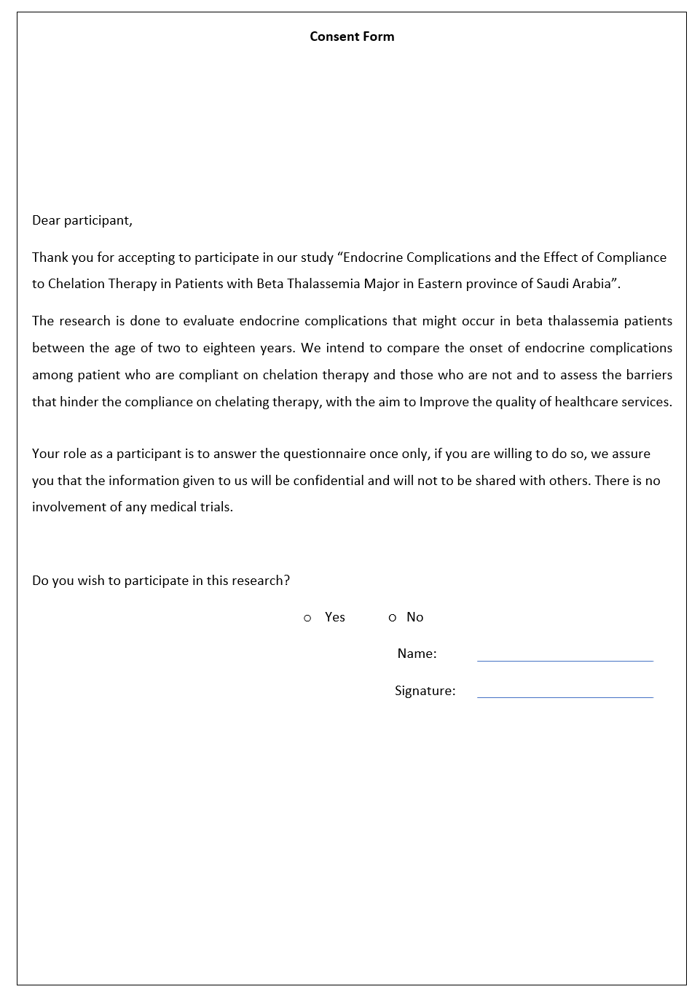 Consent Form
Dear participant,
Thank you for accepting to participate in our study “Endocrine Complications and the Effect of Compliance
to Chelation Therapy in Patients with Beta Thalassemia Major in Eastern province of Saudi Arabia”.
The research is done to evaluate endocrine complications that might occur in beta thalassemia patients
between the age of two to eighteen years. We intend to compare the onset of endocrine complications
among patient who are compliant on chelation therapy and those who are not and to assess the barriers
that hinder the compliance on chelating therapy, with the aim to Improve the quality of healthcare services.
Your role as a participant is to answer the questionnaire once only, if you are willing to do so, we assure
you that the information given to us will be confidential and will not to be shared with others. There is no
involvement of any medical trials.
Do you wish to participate in this research?
o Yes o No
Name:
Signature: